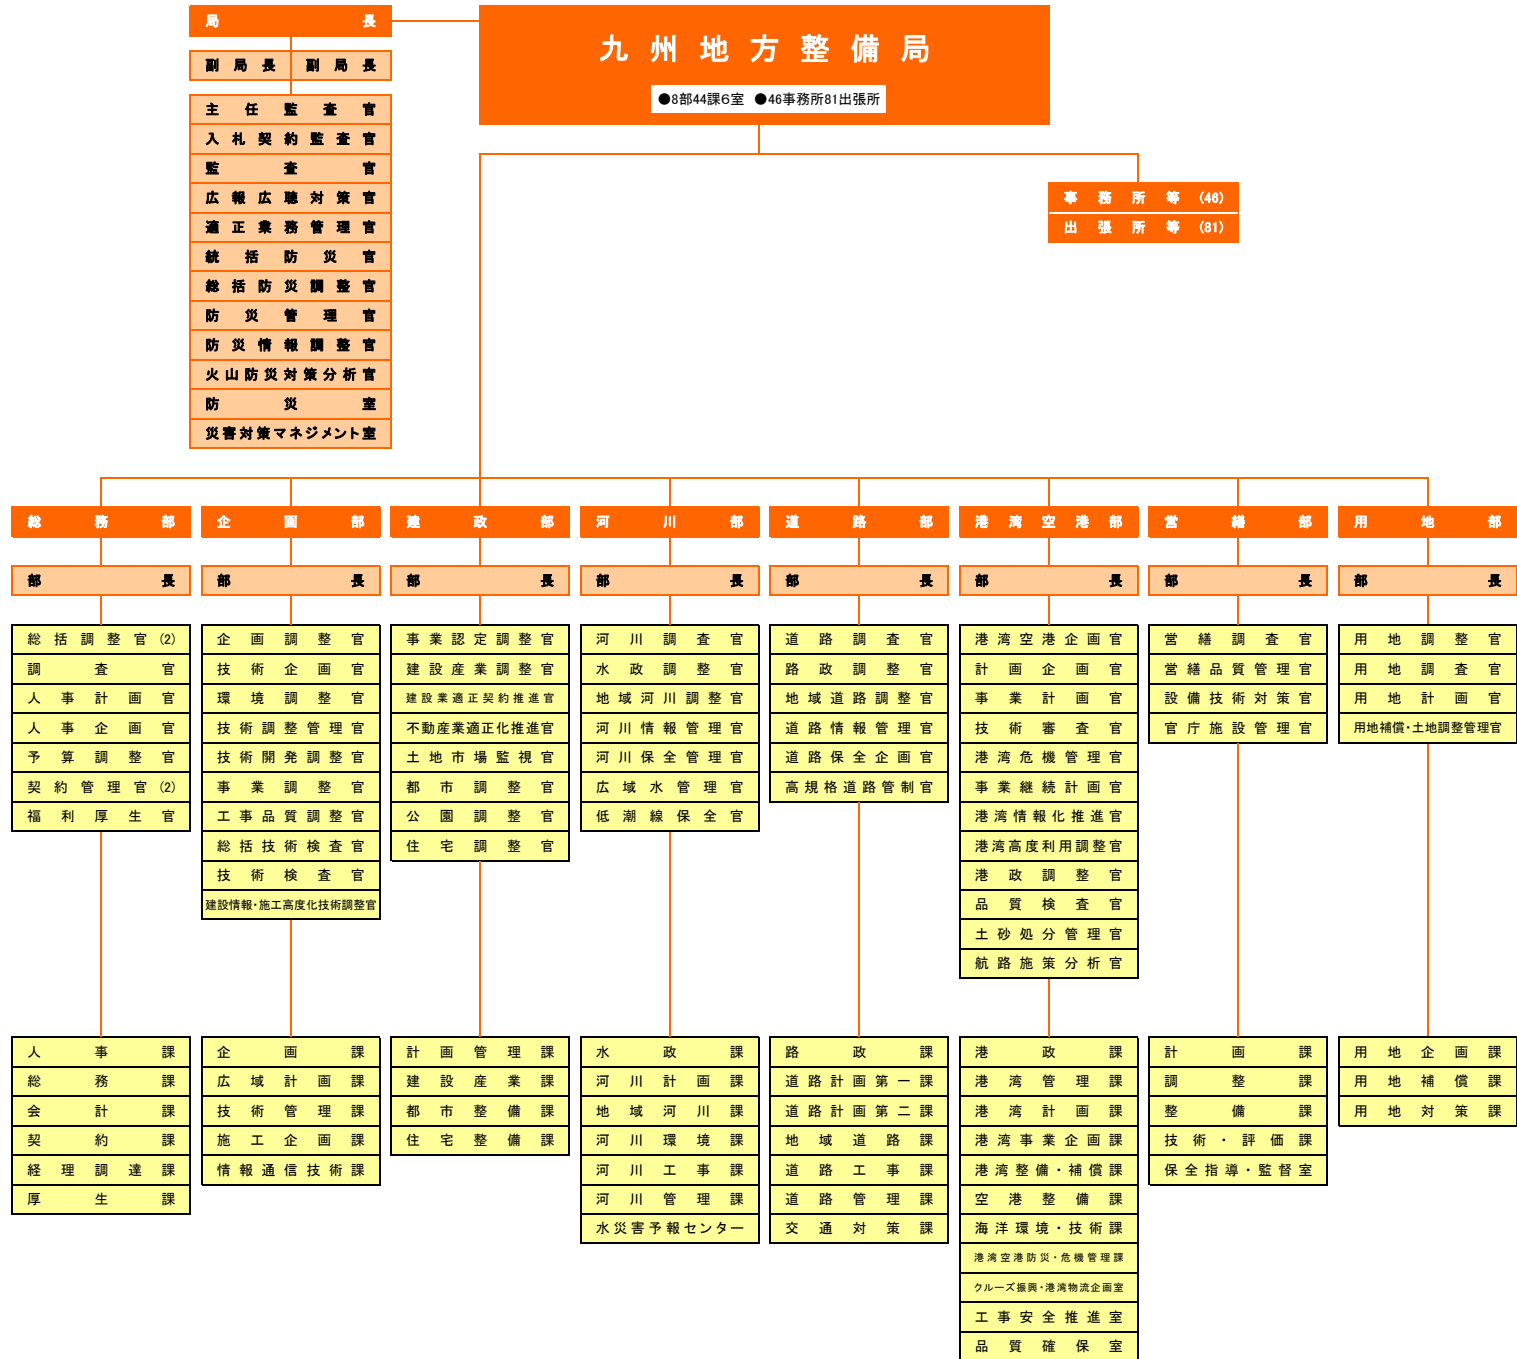 局長
九州地方整備局
●8部44課6室 ●46事務所81出張所
副局長 副局長
主任監査官
入札契約監査官
監査官
広報広聴対策官
適正業務管理官
統括防災官
総括防災調整官
防災管理官
防災情報調整官
火山防災対策分析官
防災室
災害対策マネジメント室
事務所等(46)
出張所等(81)
総務部
部長
総括調整官(2)
調査官
人事計画官
人事企画官
予算調整官
契約管理官(2)
福利厚生官
人事課
総務課
会計課
契約課
経理調達課
厚生課
企画部
部長
企画調整官
技術企画官
環境調整官
技術調整管理官
技術開発調整官
事業調整官
工事品質調整官
総括技術検査官
技術検査官
建設情報・施工高度化技術調整官
企画課
広域計画課
技術管理課
施工企画課
情報通信技術課
建政部
部長
事業認定調整官
建設産業調整官
建設業適正契約推進官
不動産業適正化推進官
土地市場監視官
都市調整官
公園調整官
住宅調整官
計画管理課
建設産業課
都市整備課
住宅整備課
河川部
部長
河川調査官
水政調整官
地域河川調整官
河川情報管理官
河川保全管理官
広域水管理官
低潮線保全官
水政課
河川計画課
地域河川課
河川環境課
河川工事課
河川管理課
水災害予報センター
道路部
部長
道路調査官
路政調整官
地域道路調整官
道路情報管理官
道路保全企画官
高規格道路管制官
路政課
道路計画第一課
道路計画第二課
地域道路課
道路工事課
道路管理課
交通対策課
港湾空港部
部長
港湾空港企画官
計画企画官
事業計画官
技術審査官
港湾危機管理官
事業継続計画官
港湾情報化推進官
港湾高度利用調整官
港政調整官
品質検査官
土砂処分管理官
航路施策分析官
港政課
港湾管理課
港湾計画課
港湾事業企画課
港湾整備・補償課
空港整備課
海洋環境・技術課
港湾空港防災・危機管理課
クルーズ振興・港湾物流企画室
工事安全推進室
品質確保室
営繕部
部長
営繕調査官
営繕品質管理官
設備技術対策官
官庁施設管理官
計画課
調整課
整備課
技術・評価課
保全指導・監督室
用地部
部長
用地調整官
用地調査官
用地計画官
用地補償・土地調整管理官
用地企画課
用地補償課
用地対策課